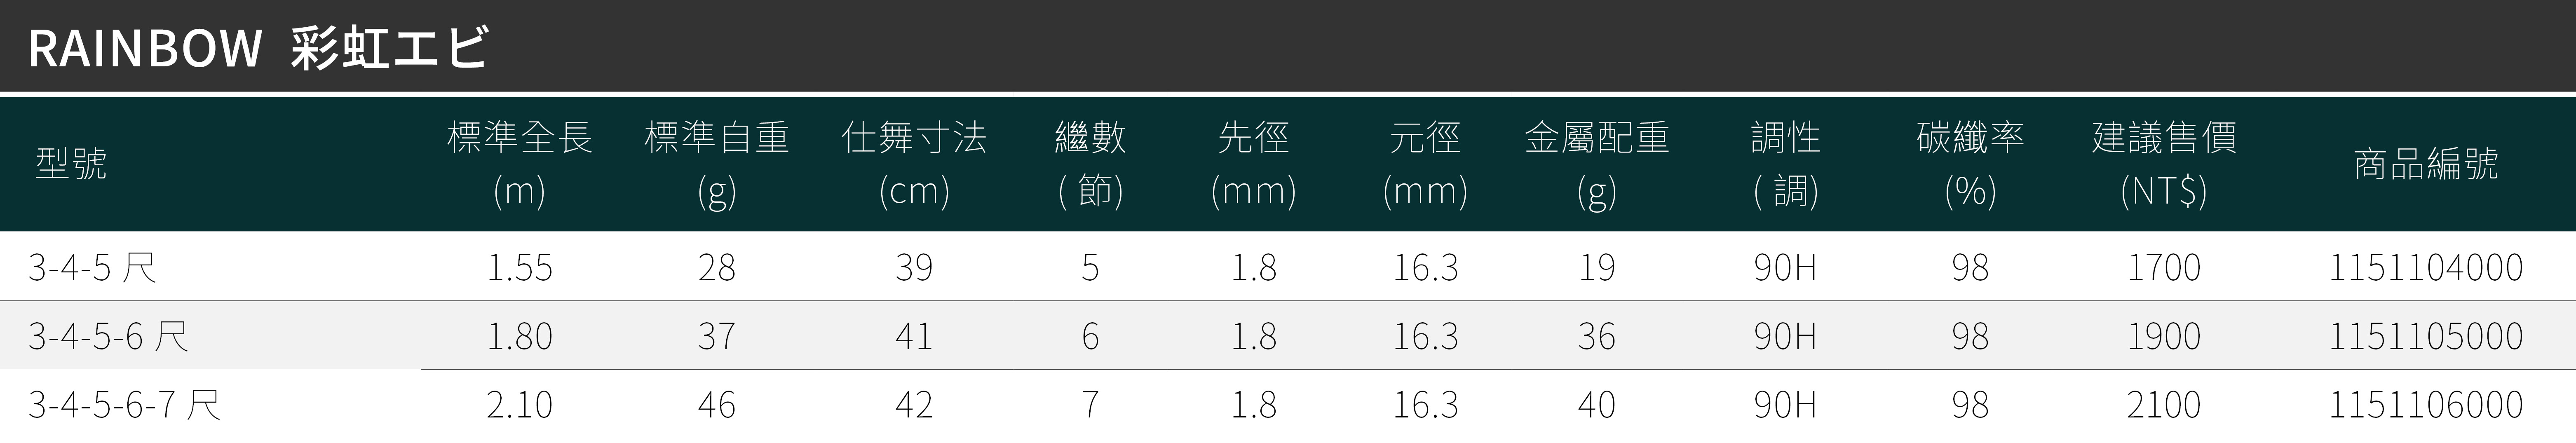 RAINBOW 彩虹エビ
型號 標準全長 (m) 標準自重 (g) 仕舞寸法 (cm) 繼數 ( 節) 先徑 (mm) 元徑 (mm) 金屬配重 (g) 調性 ( 調) 碳纖率 (%) 建議售價 (NT$) 商品編號
3-4-5 尺 1.55 28 39 5 1.8 16.3 19 90H 98 1700 1151104000
3-4-5-6 尺 1.80 37 41 6 1.8 16.3 36 90H 98 1900 1151105000
3-4-5-6-7 尺 2.10 46 42 7 1.8 16.3 40 90H 98 2100 1151106000